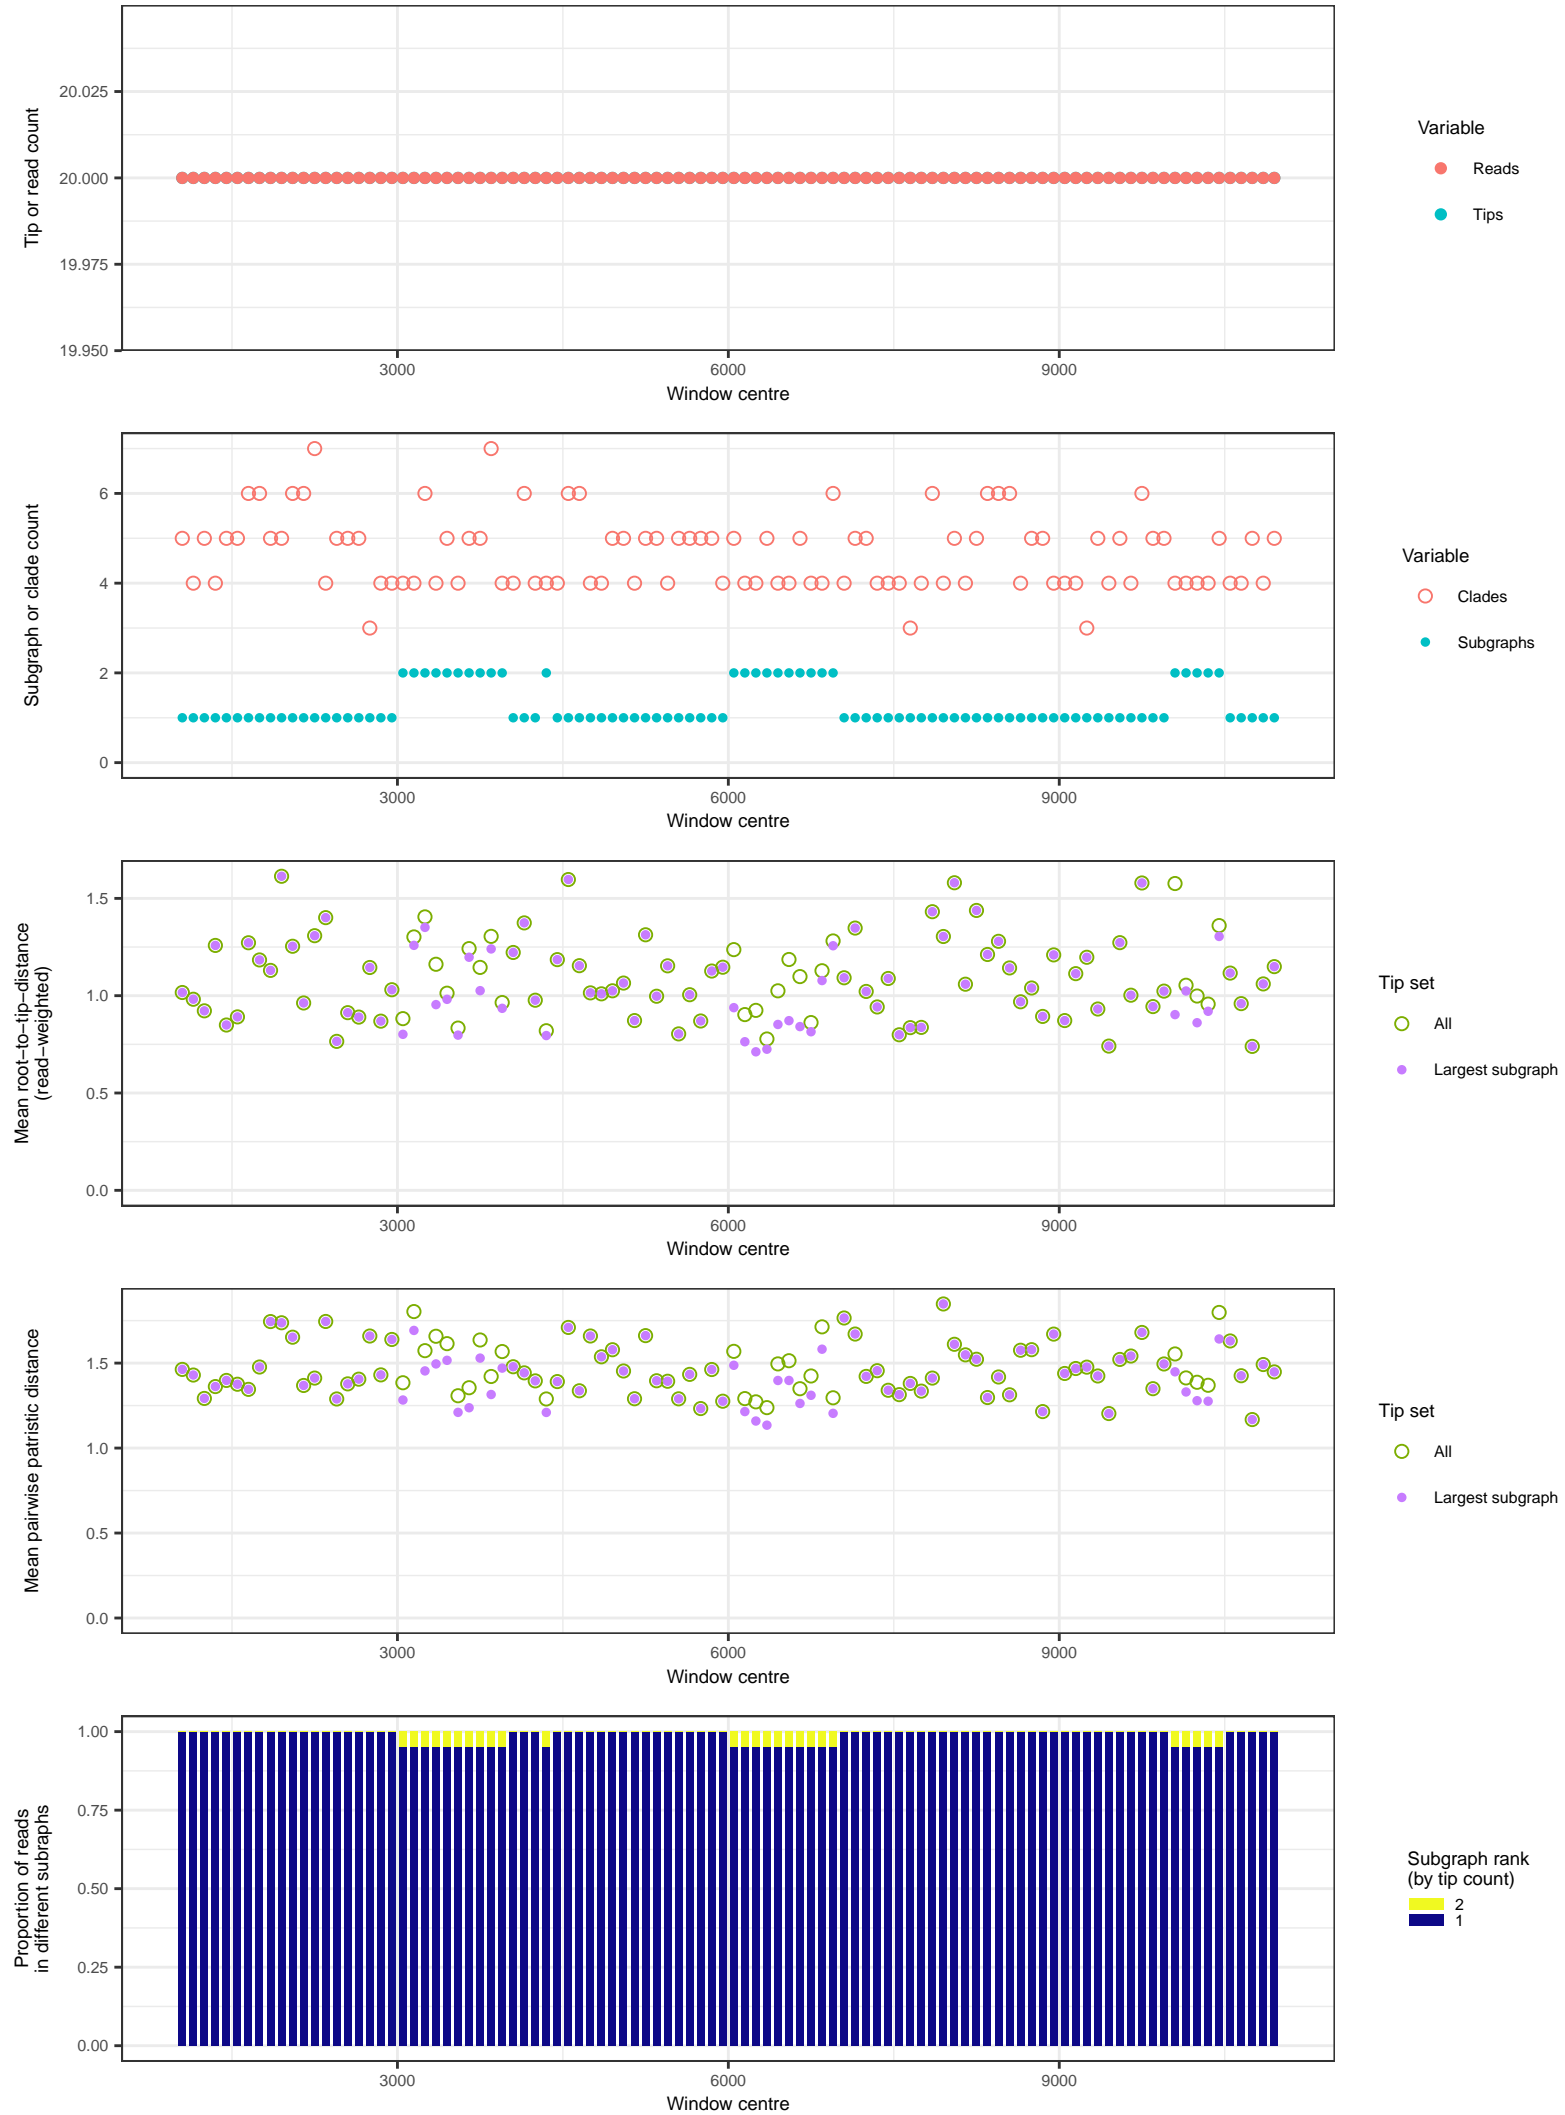 Tip or read count
20.025
20.000
19.975
19.950
3000
6000
9000
Window centre
Variable
Reads
Tips
Subgraph or clade count
6
4
2
0
3000
6000
9000
Window centre
Variable
Clades
Subgraphs
Mean root−to−tip−distance
(read−weighted)
1.5
1.0
0.5
0.0
3000
6000
9000
Window centre
Tip set
All
Largest subgraph
Mean pairwise patristic distance
1.5
1.0
0.5
0.0
3000
6000
9000
Window centre
Tip set
All
Largest subgraph
Proportion of reads
in different subraphs
1.00
0.75
0.50
0.25
0.00
3000
6000
9000
Window centre
Subgraph rank
(by tip count)
2
1